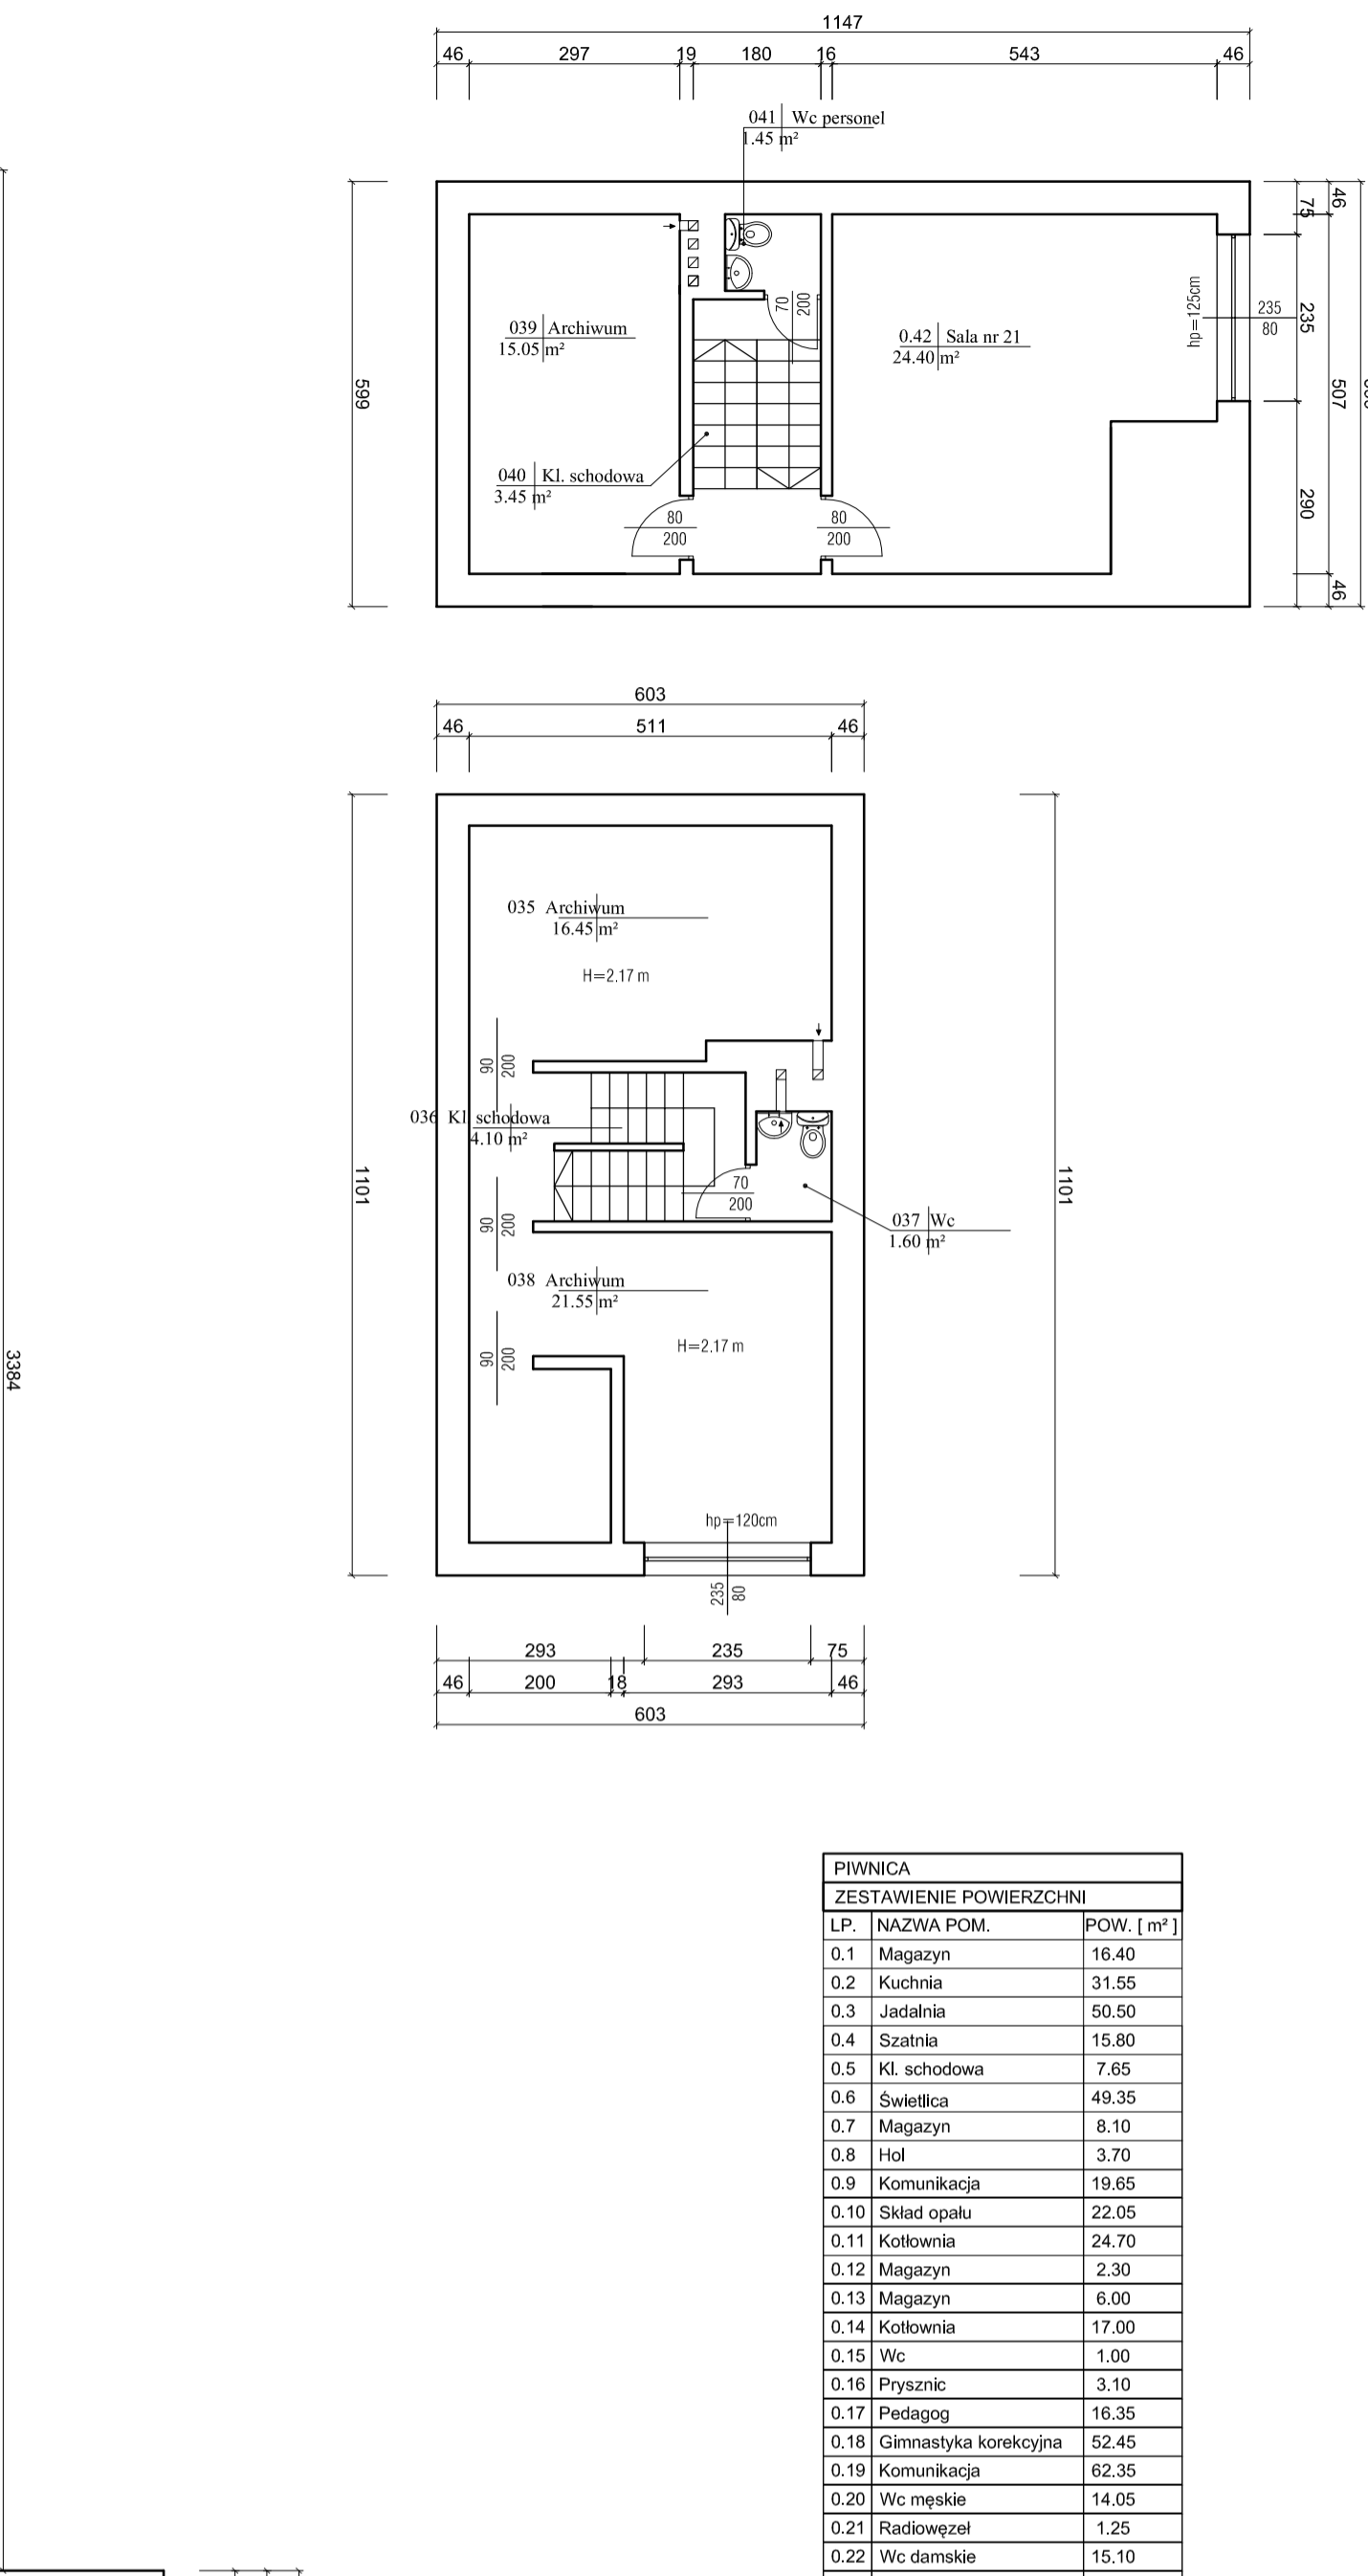 1147
46 297 19 180 16 543 46
041 Wc personel
1.45 m²
46
75
039 Archiwum
15.05 m²
70
200
0.42 Sala nr 21
24.40 m²
hp=125cm
235
80
235
507
599
040 Kl. schodowa
3.45 m²
80
200
80
200
290
46
603
46 511 46
035 Archiwum
16.45 m²
H=2.17 m
90
200
036 Kl. schodowa
4.10 m²
1101
70
200
1101
90
200
037 Wc
1.60 m²
038 Archiwum
21.55 m²
H=2.17 m
90
200
3384
hp=120cm
235
80
293 235 75
46 200 18 293 46
603
PIWNICA
ZESTAWIENIE POWIERZCHNI
LP. NAZWA POM. POW. [ m² ]
0.1 Magazyn 16.40
0.2 Kuchnia 31.55
0.3 Jadalnia 50.50
0.4 Szatnia 15.80
0.5 Kl. schodowa 7.65
0.6 Świetlica 49.35
0.7 Magazyn 8.10
0.8 Hol 3.70
0.9 Komunikacja 19.65
0.10 Skład opału 22.05
0.11 Kotłownia 24.70
0.12 Magazyn 2.30
0.13 Magazyn 6.00
0.14 Kotłownia 17.00
0.15 Wc 1.00
0.16 Prysznic 3.10
0.17 Pedagog 16.35
0.18 Gimnastyka korekcyjna 52.45
0.19 Komunikacja 62.35
0.20 Wc męskie 14.05
0.21 Radiowęzeł 1.25
0.22 Wc damskie 15.10